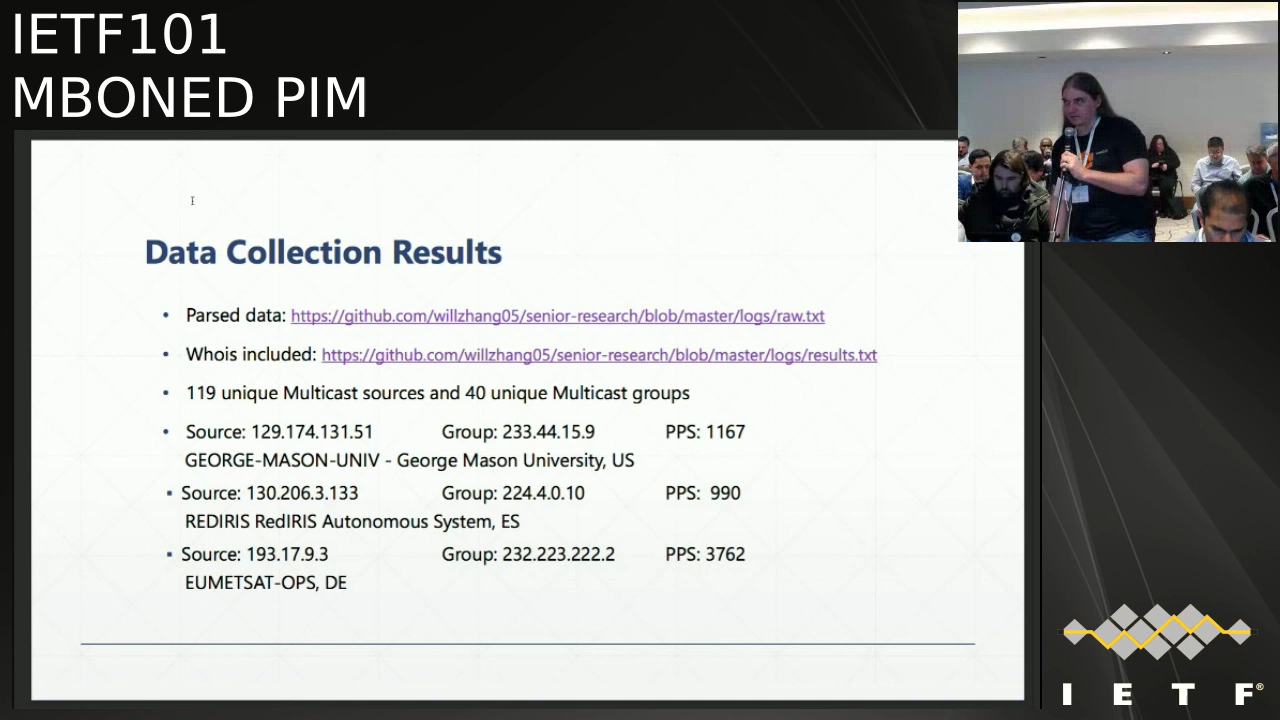 IETF101
MBONED PIM
Data Collection Results
• Parsed data: https://github.com/willzhang05/senior-research/blob/master/logs/raw.txt
• Whois included: https://github.com/willzhang05/senior-research/blob/master/logs/results.txt
• 119 unique Multicast sources and 40 unique Multicast groups
• Source: 129.174.131.51 Group: 233.44.15.9 PPS: 1167
GEORGE-MASON-UNIV - George Mason University, US
▪ Source: 130.206.3.133 Group: 224.4.0.10 PPS: 990
REDIRIS RedIRIS Autonomous System, ES
▪ Source: 193.17.9.3 Group: 232.223.222.2 PPS: 3762
EUMETSAT-OPS, DE
I E T F®